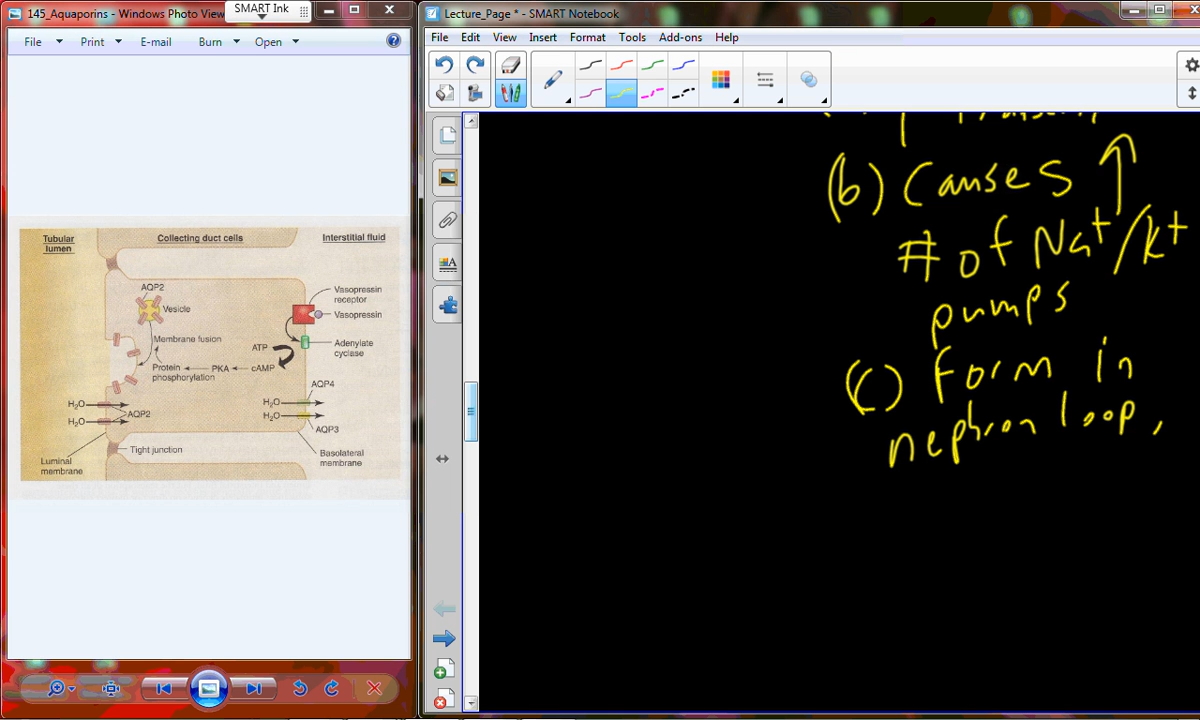 145_Aquaporins - Windows Photo View
SMART Ink
File Print E-mail Burn Open
Tubular lumen
Collecting duct cells
Interstitial fluid
AQP2
Vesicle
Vasopressin receptor
Vasopressin
Membrane fusion
Adenylate cyclase
ATP
Protein phosphorylation
PKA
cAMP
AQP4
H₂O
H₂O
AQP2
H₂O
H₂O
AQP3
Tight junction
Luminal membrane
Basolateral membrane
Lecture_Page * - SMART Notebook
File Edit View Insert Format Tools Add-ons Help
(b) Causes ↑
# of Na+/K+
pumps
(c) Form in
nephron loop,